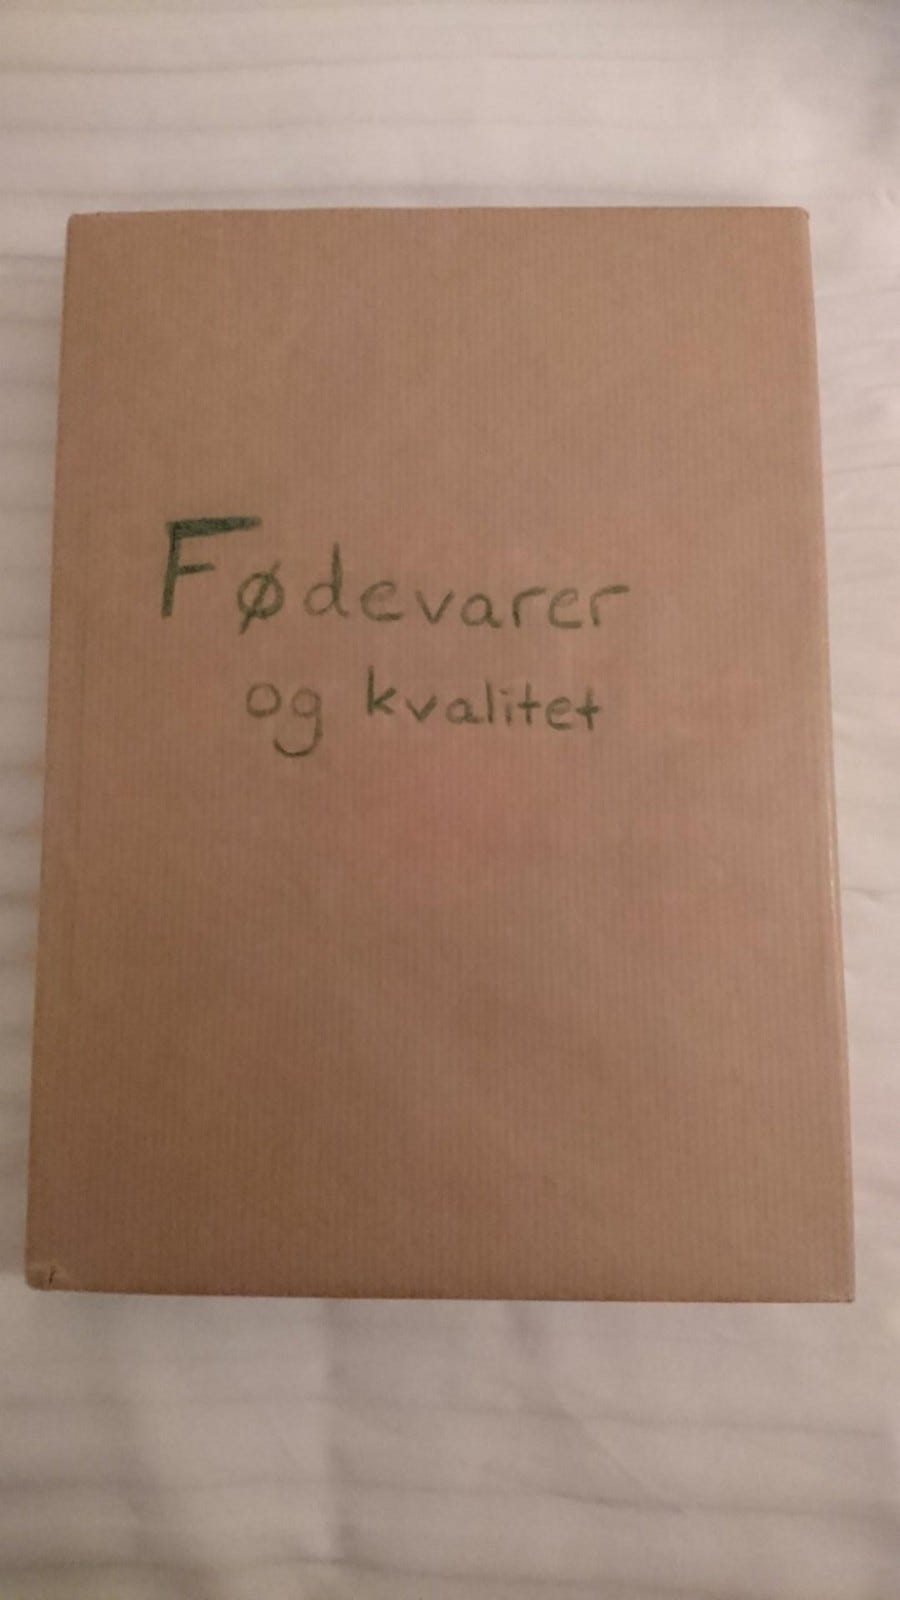 Fødevarer
og kvalitet